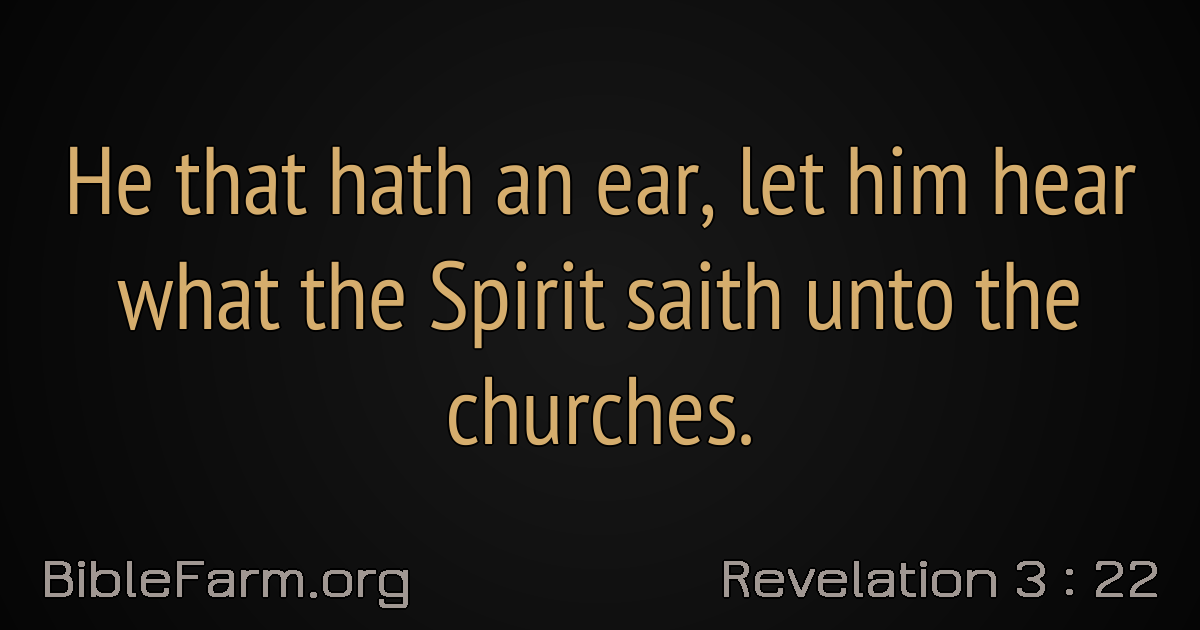 He that hath an ear, let him hear
what the Spirit saith unto the
churches.
BibleFarm.org
Revelation 3 : 22